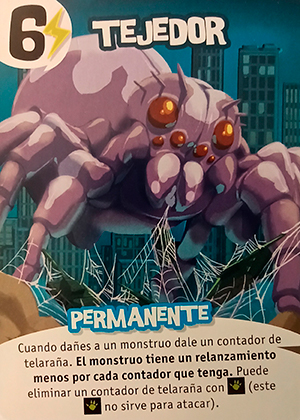 6
TEJEDOR
PERMANENTE
Cuando dañes a un monstruo dale un contador de
telaraña. El monstruo tiene un relanzamiento
menos por cada contador que tenga. Puede
eliminar un contador de telaraña con (este
no sirve para atacar).